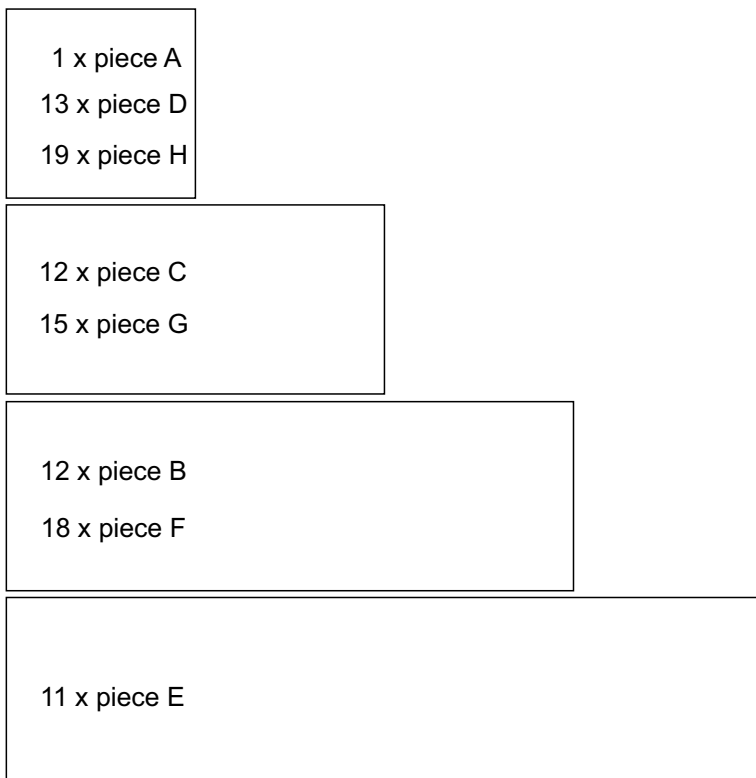 1 x piece A
13 x piece D
19 x piece H
12 x piece C
15 x piece G
12 x piece B
18 x piece F
11 x piece E